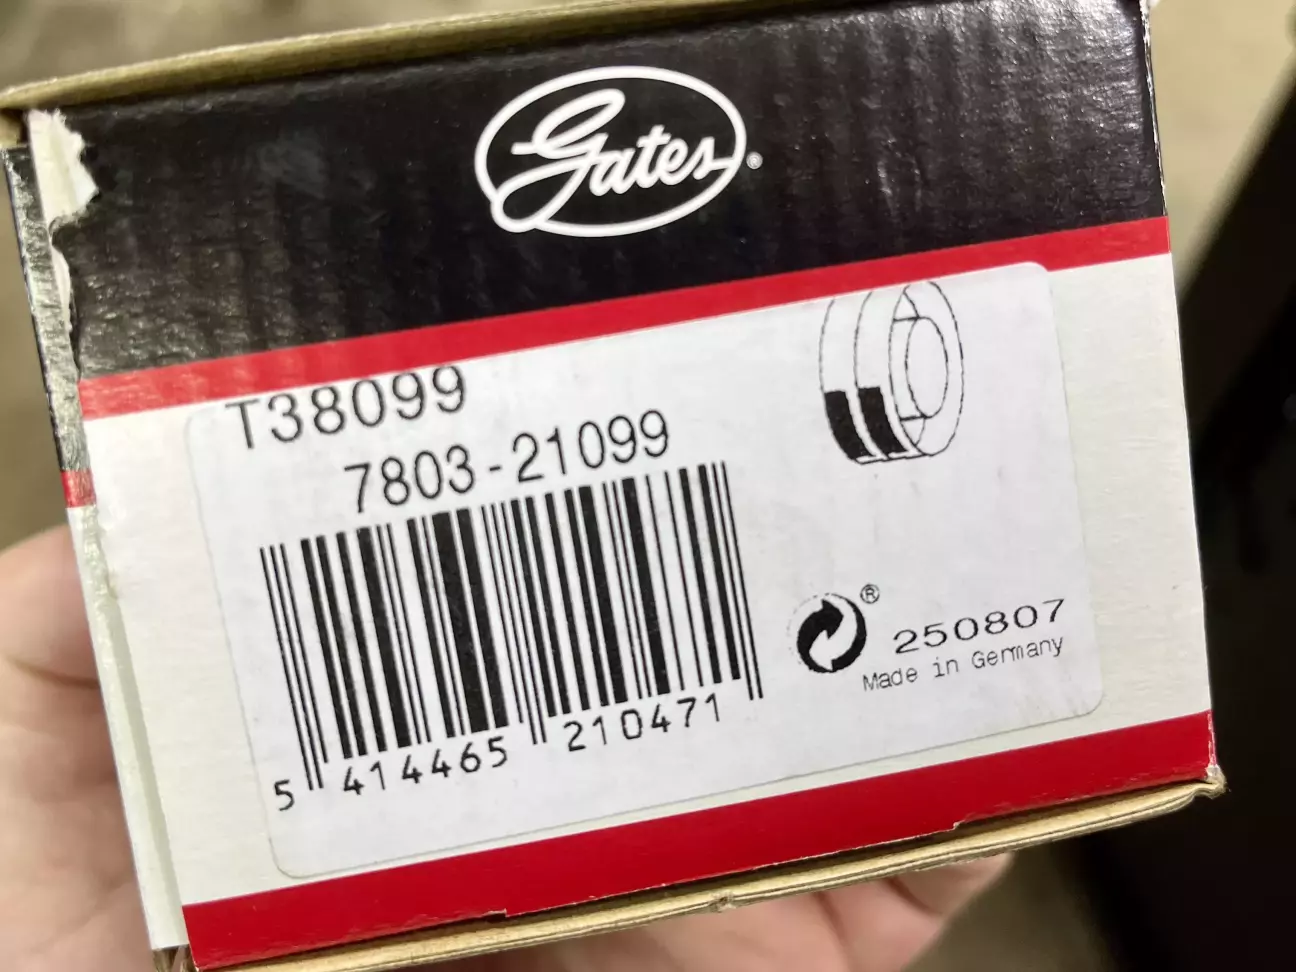 Gates®
T38099
7803-21099
5 414465 210471
®
250807
Made in Germany